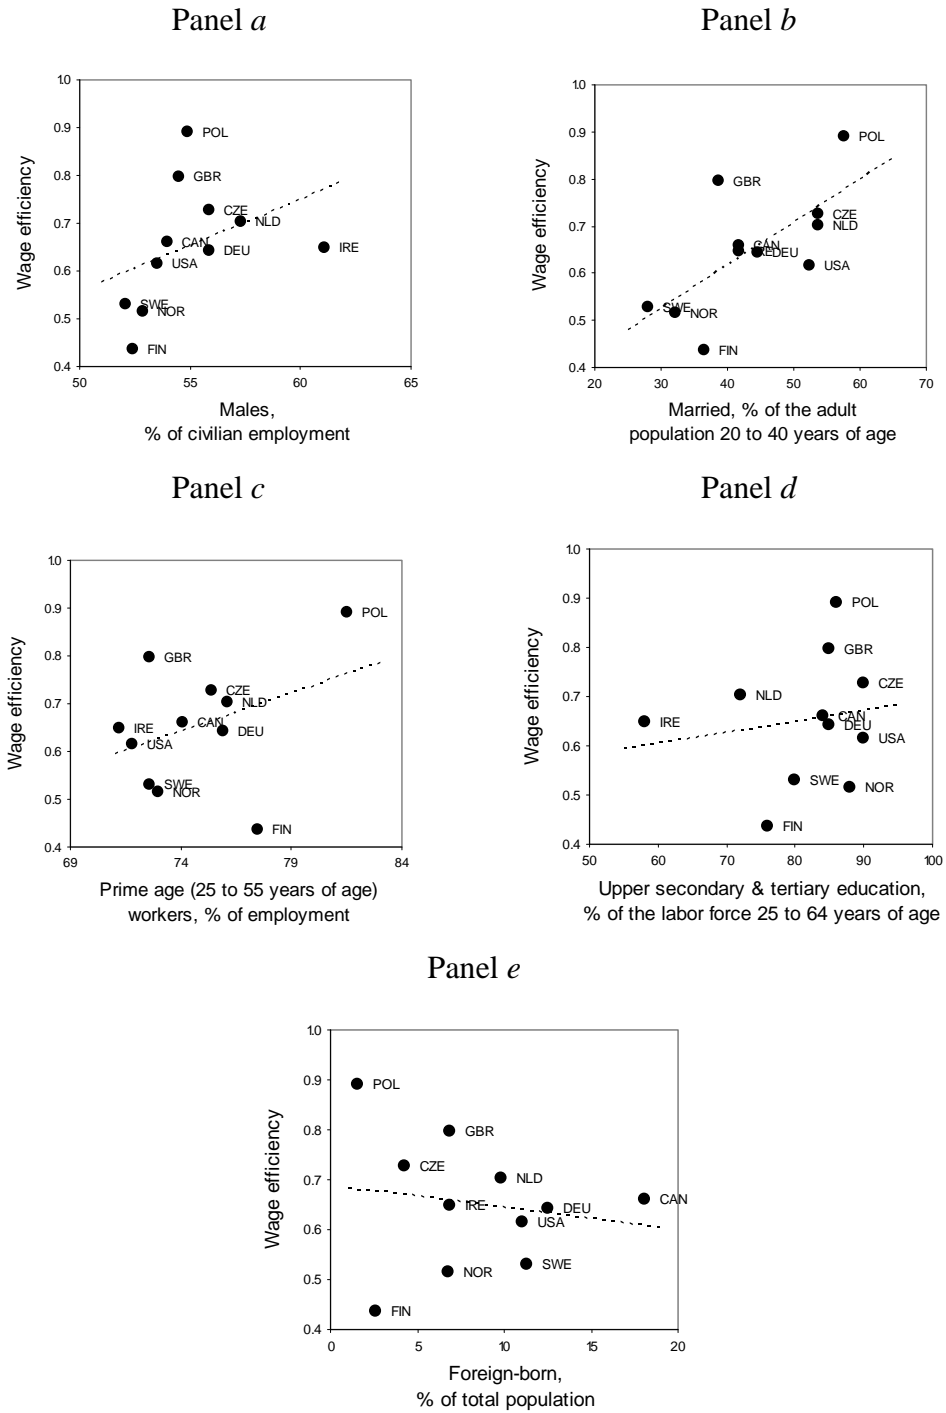 Panel a
Panel b
1.0
0.9
0.8
0.7
0.6
0.5
0.4
50
55
60
65
Wage efficiency
POL
GBR
CZE
NLD
CAN
DEU
IRE
USA
SWE
NOR
FIN
Males,
% of civilian employment
1.0
0.9
0.8
0.7
0.6
0.5
0.4
20
30
40
50
60
70
Wage efficiency
POL
GBR
CZE
NLD
CAN
DEU
USA
SWE
NOR
FIN
Married, % of the adult
population 20 to 40 years of age
Panel c
Panel d
1.0
0.9
0.8
0.7
0.6
0.5
0.4
69
74
79
84
Wage efficiency
POL
GBR
CZE
NLD
CAN
IRE
DEU
USA
SWE
NOR
FIN
Prime age (25 to 55 years of age)
workers, % of employment
1.0
0.9
0.8
0.7
0.6
0.5
0.4
50
60
70
80
90
100
Wage efficiency
POL
GBR
CZE
NLD
CAN
IRE
DEU
USA
SWE
NOR
FIN
Upper secondary & tertiary education,
% of the labor force 25 to 64 years of age
Panel e
1.0
0.9
0.8
0.7
0.6
0.5
0.4
0
5
10
15
20
Wage efficiency
POL
GBR
CZE
NLD
CAN
IRE
DEU
USA
SWE
NOR
FIN
Foreign-born,
% of total population